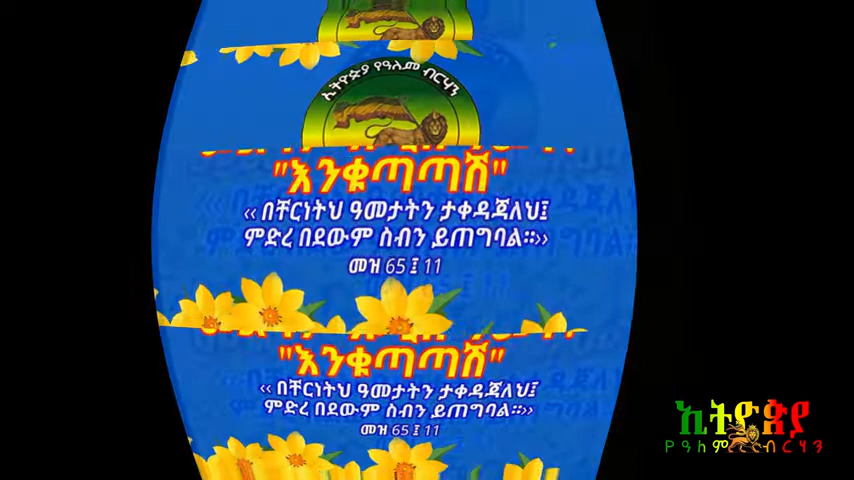 ኢትዮጵያ የዓለም ብርሃን
"እንቁጣጣሽ"
‹‹ በቸርነትህ ዓመታትን ታቀዳጃለህ፤
ምድረ በደውም ስብን ይጠግባል።››
መዝ 65 ፤ 11
"እንቁጣጣሽ"
‹‹ በቸርነትህ ዓመታትን ታቀዳጃለህ፤
ምድረ በደውም ስብን ይጠግባል።››
መዝ 65 ፤ 11
ኢትዮጵያ
የዓለም ብርሃን